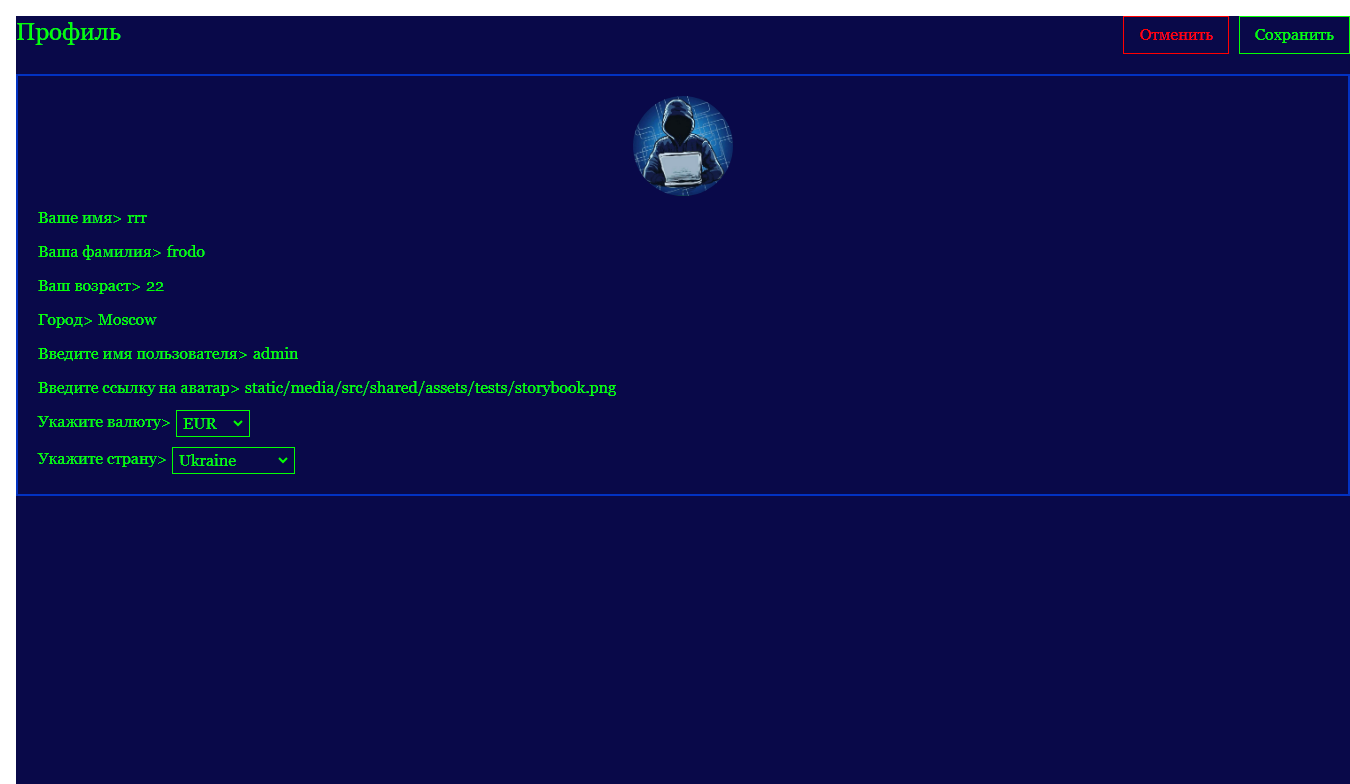 Профиль
Отменить
Сохранить
Ваше имя> rrr
Ваша фамилия> frodo
Ваш возраст> 22
Город> Moscow
Введите имя пользователя> admin
Введите ссылку на аватар> static/media/src/shared/assets/tests/storybook.png
Укажите валюту> EUR
Укажите страну> Ukraine